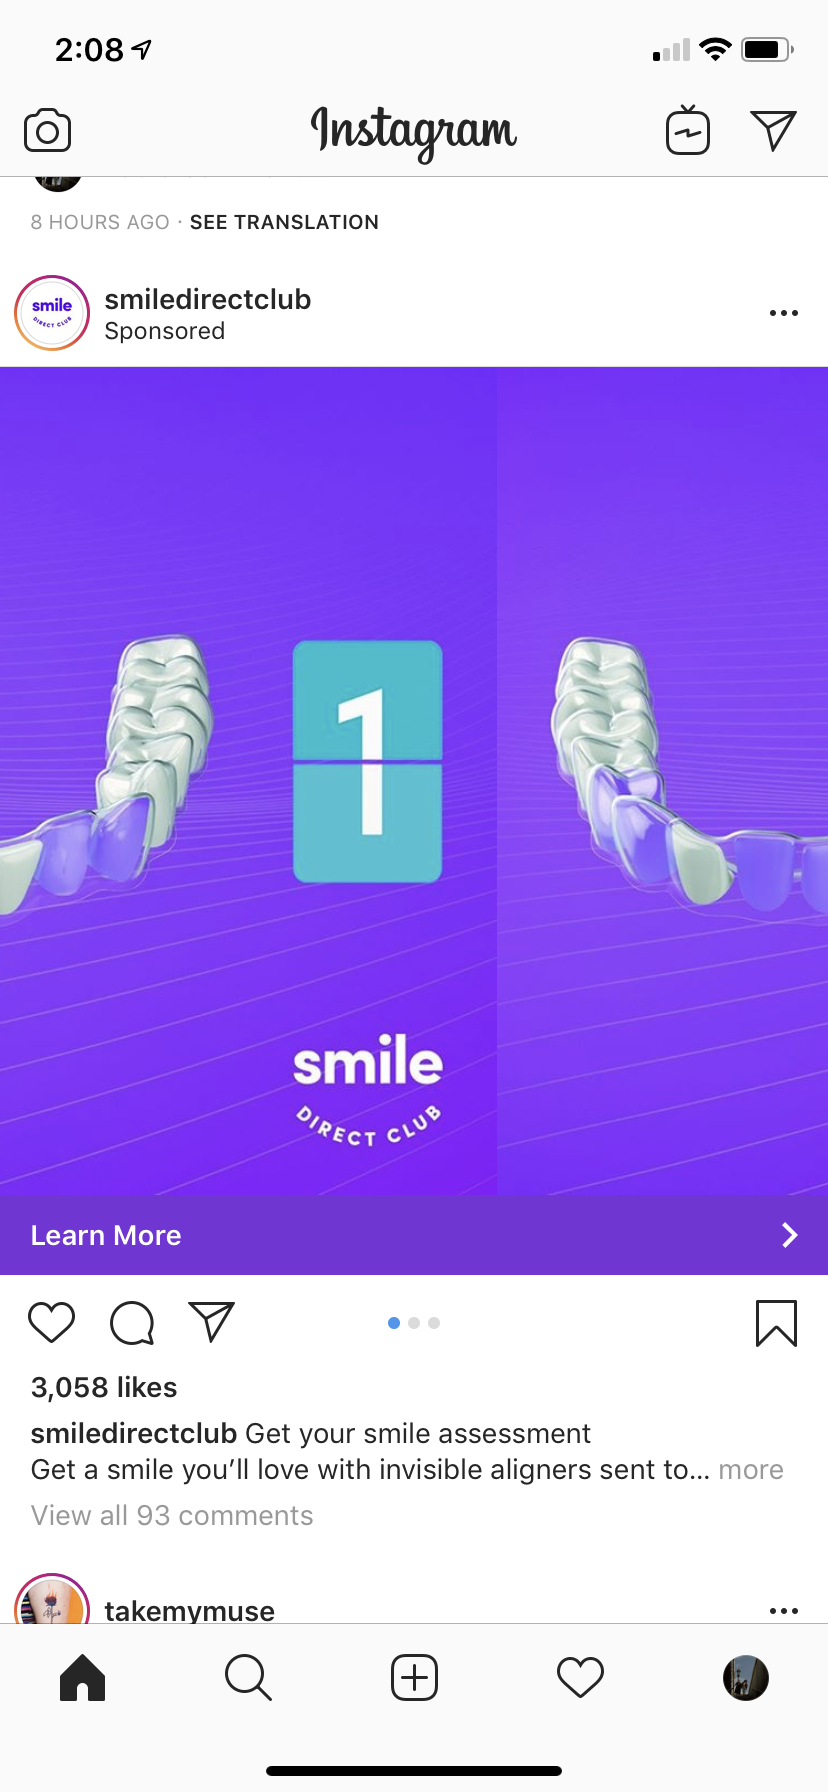 2:08
Instagram
8 HOURS AGO · SEE TRANSLATION
smile
DIRECT CLUB
smiledirectclub
Sponsored
1
smile
DIRECT CLUB
Learn More
3,058 likes
smiledirectclub Get your smile assessment
Get a smile you’ll love with invisible aligners sent to... more
View all 93 comments
takemymuse